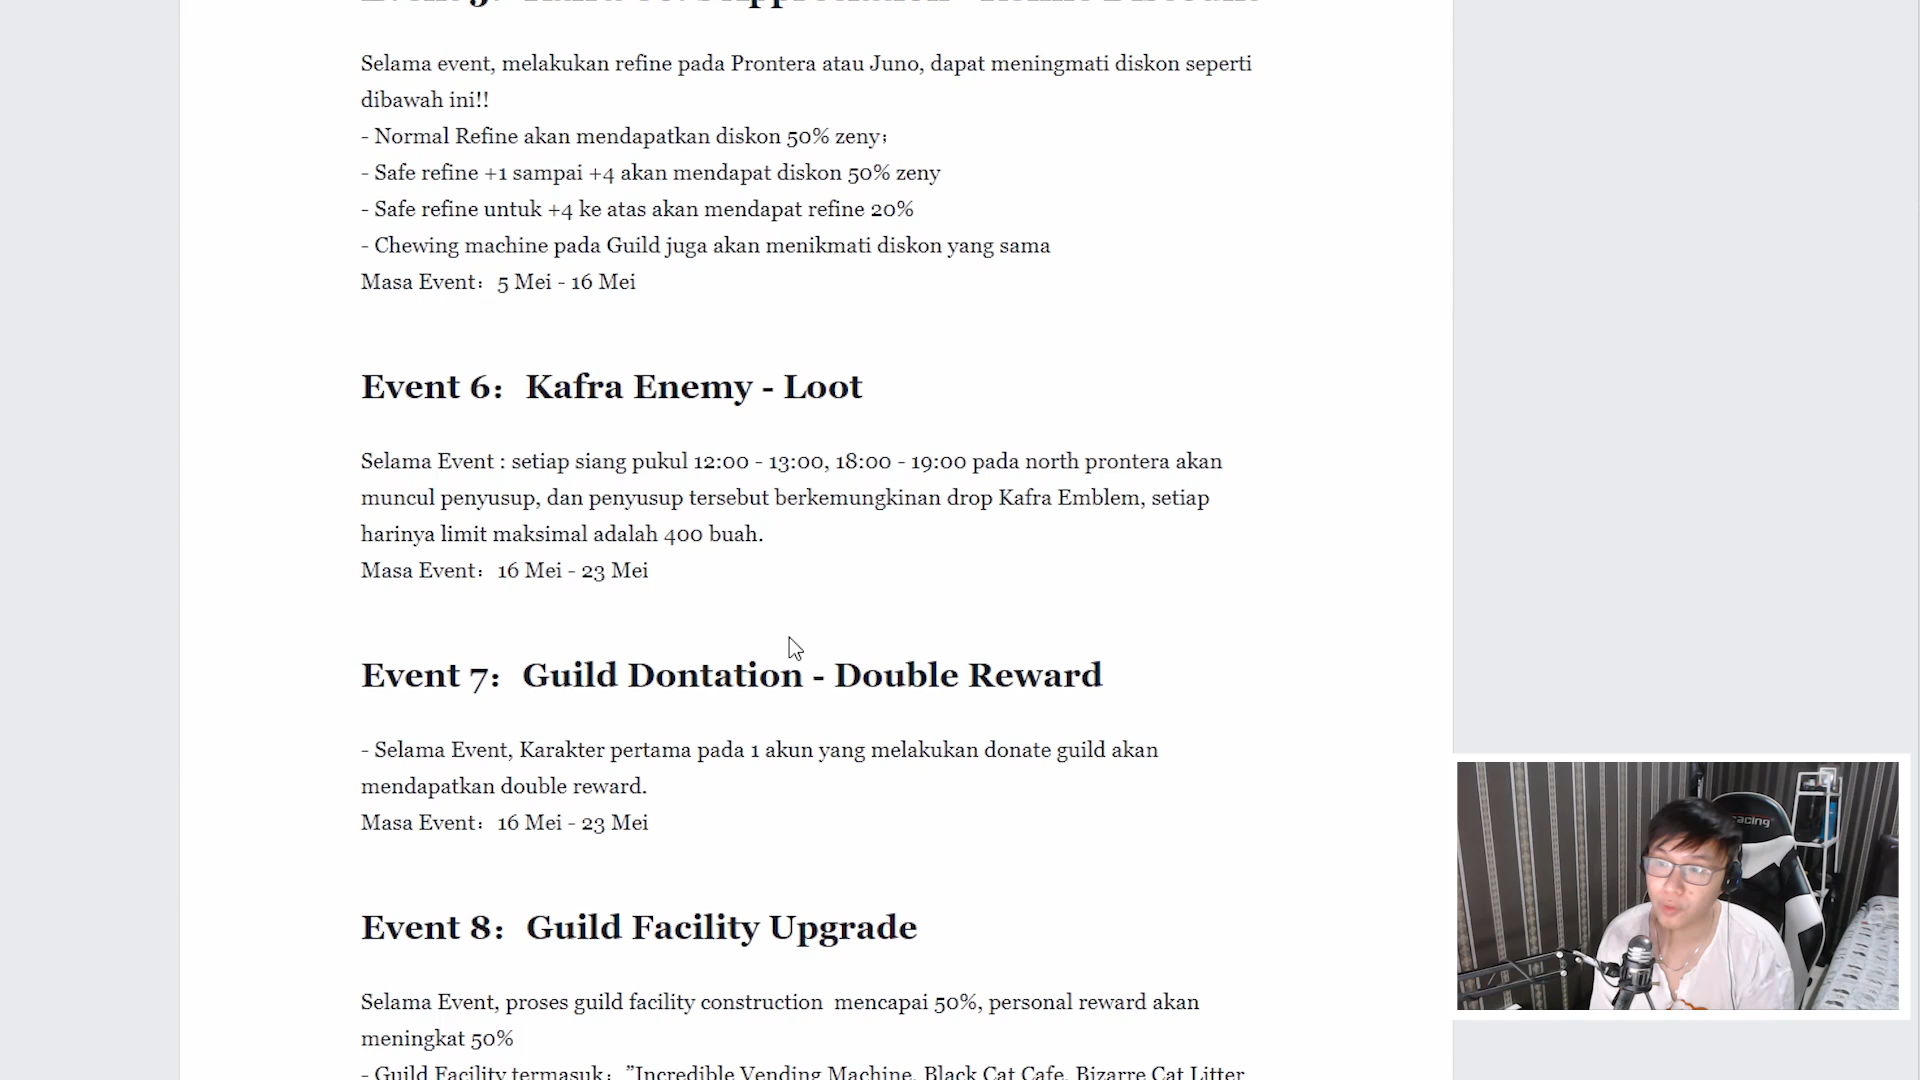 Selama event, melakukan refine pada Prontera atau Juno, dapat meningmati diskon seperti
dibawah ini!!
- Normal Refine akan mendapatkan diskon 50% zeny;
- Safe refine +1 sampai +4 akan mendapat diskon 50% zeny
- Safe refine untuk +4 ke atas akan mendapat refine 20%
- Chewing machine pada Guild juga akan menikmati diskon yang sama
Masa Event：5 Mei - 16 Mei
Event 6：Kafra Enemy - Loot
Selama Event : setiap siang pukul 12:00 - 13:00, 18:00 - 19:00 pada north prontera akan
muncul penyusup, dan penyusup tersebut berkemungkinan drop Kafra Emblem, setiap
harinya limit maksimal adalah 400 buah.
Masa Event：16 Mei - 23 Mei
Event 7：Guild Dontation - Double Reward
- Selama Event, Karakter pertama pada 1 akun yang melakukan donate guild akan
mendapatkan double reward.
Masa Event：16 Mei - 23 Mei
Event 8：Guild Facility Upgrade
Selama Event, proses guild facility construction mencapai 50%, personal reward akan
meningkat 50%
- Guild Facility termasuk：”Incredible Vending Machine, Black Cat Cafe, Bizarre Cat Litter
racing